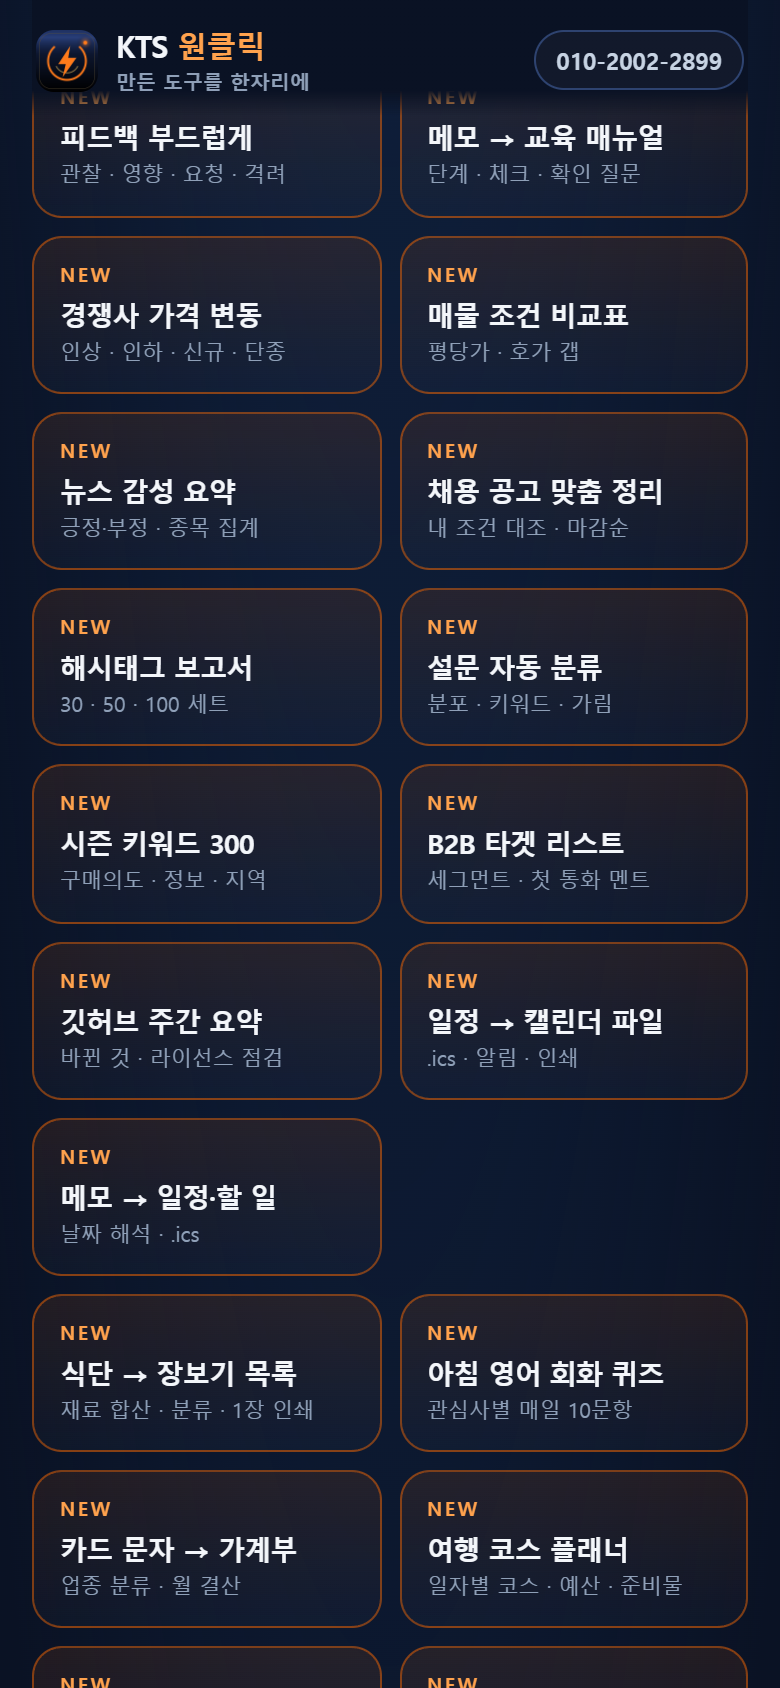 KTS 원클릭
만든 도구를 한자리에
010-2002-2899
NEW
피드백 부드럽게
관찰 · 영향 · 요청 · 격려
NEW
메모 → 교육 매뉴얼
단계 · 체크 · 확인 질문
NEW
경쟁사 가격 변동
인상 · 인하 · 신규 · 단종
NEW
매물 조건 비교표
평당가 · 호가 갭
NEW
뉴스 감성 요약
긍정·부정 · 종목 집계
NEW
채용 공고 맞춤 정리
내 조건 대조 · 마감순
NEW
해시태그 보고서
30 · 50 · 100 세트
NEW
설문 자동 분류
분포 · 키워드 · 가림
NEW
시즌 키워드 300
구매의도 · 정보 · 지역
NEW
B2B 타겟 리스트
세그먼트 · 첫 통화 멘트
NEW
깃허브 주간 요약
바뀐 것 · 라이선스 점검
NEW
일정 → 캘린더 파일
.ics · 알림 · 인쇄
NEW
메모 → 일정·할 일
날짜 해석 · .ics
NEW
식단 → 장보기 목록
재료 합산 · 분류 · 1장 인쇄
NEW
아침 영어 회화 퀴즈
관심사별 매일 10문항
NEW
카드 문자 → 가계부
업종 분류 · 월 결산
NEW
여행 코스 플래너
일자별 코스 · 예산 · 준비물
NEW
NEW